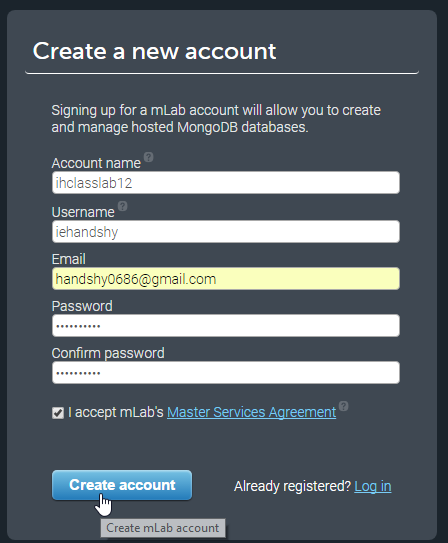 Create a new account
Signing up for a mLab account will allow you to create
and manage hosted MongoDB databases.
Account name ?
ihclasslab12
Username ?
iehandshy
Email
handshy0686@gmail.com
Password
••••••••••
Confirm password
••••••••••
I accept mLab's Master Services Agreement ?
Create account
Already registered? Log in
Create mLab account